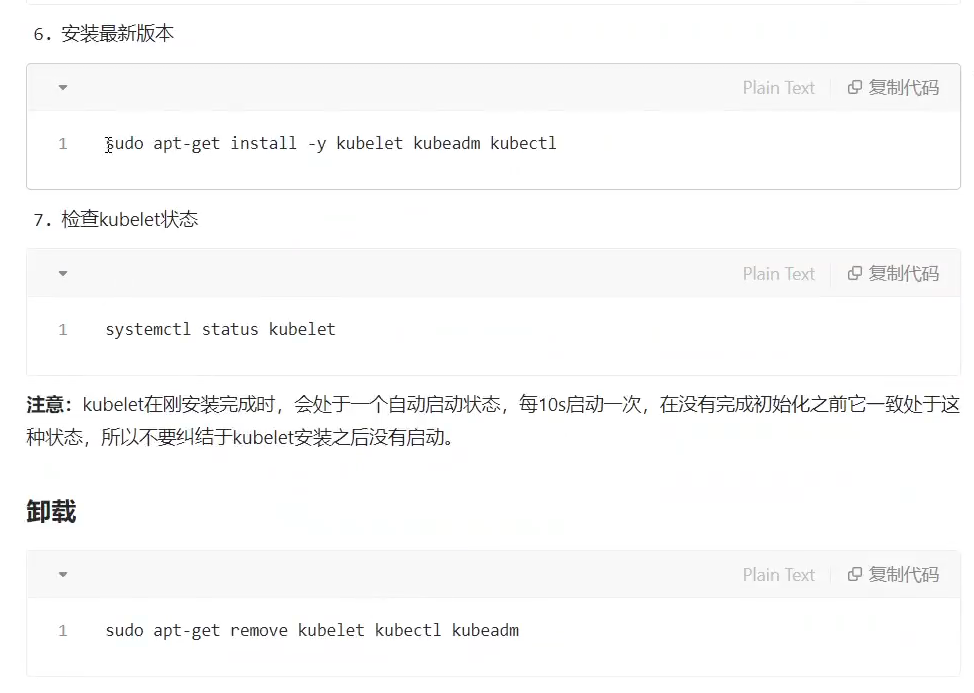 6. 安装最新版本
Plain Text 复制代码
1 sudo apt-get install -y kubelet kubeadm kubectl
7. 检查kubelet状态
Plain Text 复制代码
1 systemctl status kubelet
注意：kubelet在刚安装完成时，会处于一个自动启动状态，每10s启动一次，在没有完成初始化之前它一致处于这
种状态，所以不要纠结于kubelet安装之后没有启动。
卸载
Plain Text 复制代码
1 sudo apt-get remove kubelet kubectl kubeadm